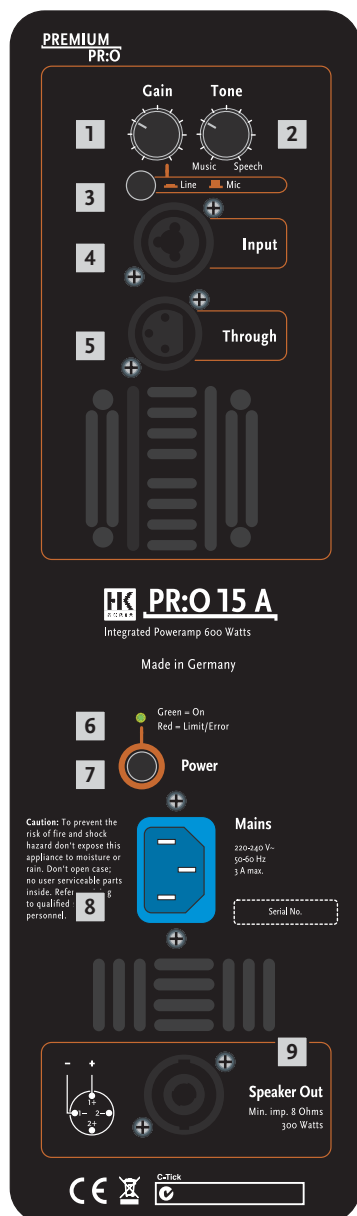 PREMIUM
PR:O
Gain Tone
1
2
Music Speech
3
Line Mic
4
Input
5
Through
HK PR:O 15 A
Integrated Poweramp 600 Watts
Made in Germany
6
Green = On
Red = Limit/Error
7
Power
Caution: To prevent the
risk of fire and shock
hazard don't expose this
appliance to moisture or
rain. Don't open case;
no user serviceable parts
inside. Refer
to qualified
personnel.
8
Mains
220-240 V~
50-60 Hz
3 A max.
Serial No.
9
- +
1+
1- 2-
2+
Speaker Out
Min. imp. 8 Ohms
300 Watts
C-Tick
CE